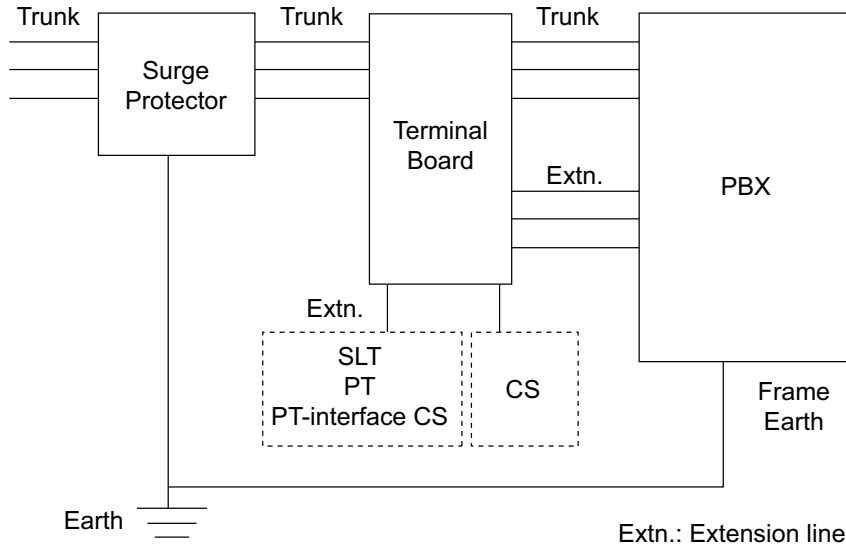 Trunk
Trunk
Trunk
Surge
Protector
Terminal
Board
Extn.
PBX
Extn.
SLT
PT
PT-interface CS
CS
Frame
Earth
Earth
Extn.: Extension line